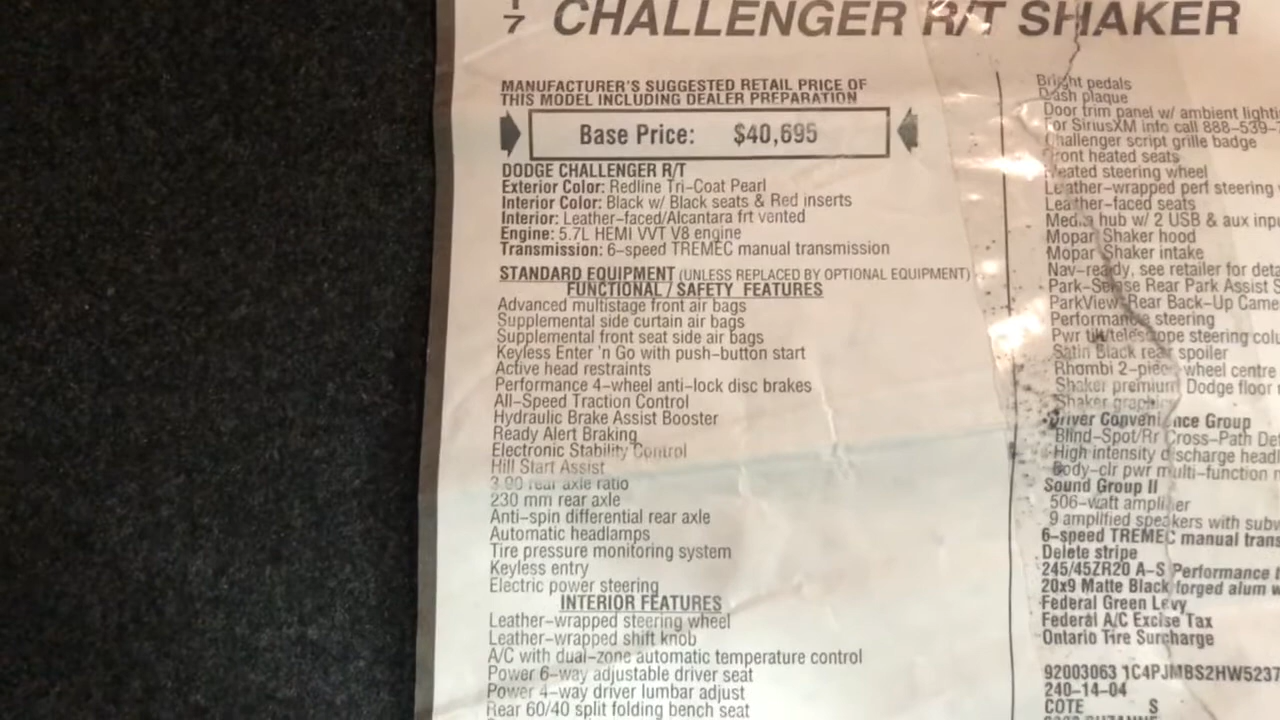 7 CHALLENGER R/T SHAKER
MANUFACTURER'S SUGGESTED RETAIL PRICE OF
THIS MODEL INCLUDING DEALER PREPARATION
Base Price: $40,695
DODGE CHALLENGER R/T
Exterior Color: Redline Tri-Coat Pearl
Interior Color: Black w/ Black seats & Red inserts
Interior: Leather-faced/Alcantara frt vented
Engine: 5.7L HEMI VVT V8 engine
Transmission: 6-speed TREMEC manual transmission
STANDARD EQUIPMENT (UNLESS REPLACED BY OPTIONAL EQUIPMENT)
FUNCTIONAL / SAFETY FEATURES
Advanced multistage front air bags
Supplemental side curtain air bags
Supplemental front seat side air bags
Keyless Enter 'n Go with push-button start
Active head restraints
Performance 4-wheel anti-lock disc brakes
All-Speed Traction Control
Hydraulic Brake Assist Booster
Ready Alert Braking
Electronic Stability Control
Hill Start Assist
3.90 rear axle ratio
230 mm rear axle
Anti-spin differential rear axle
Automatic headlamps
Tire pressure monitoring system
Keyless entry
Electric power steering
INTERIOR FEATURES
Leather-wrapped steering wheel
Leather-wrapped shift knob
A/C with dual-zone automatic temperature control
Power 6-way adjustable driver seat
Power 4-way driver lumbar adjust
Rear 60/40 split folding bench seat
Bright pedals
Dash plaque
Door trim panel w/ ambient lighti
For SiriusXM info call 888-539-
Challenger script grille badge
Front heated seats
Heated steering wheel
Leather-wrapped perf steering
Leather-faced seats
Media hub w/ 2 USB & aux inpu
Mopar Shaker hood
Mopar Shaker intake
Nav-ready, see retailer for deta
Park-Sense Rear Park Assist S
ParkView Rear Back-Up Came
Performance steering
Pwr tilt/telescope steering colu
Satin Black rear spoiler
Rhombi 2-piece wheel centre
Shaker premium Dodge floor
Shaker graphic
Driver Convenience Group
Blind-Spot/Rr Cross-Path De
High intensity discharge headl
Body-clr pwr multi-function
Sound Group II
506-watt amplifier
9 amplified speakers with subw
6-speed TREMEC manual trans
Delete stripe
245/45ZR20 A-S Performance
20x9 Matte Black forged alum w
Federal Green Levy
Federal A/C Excise Tax
Ontario Tire Surcharge
92003063 1C4PJMBS2HW5237
240-14-04
COTE S